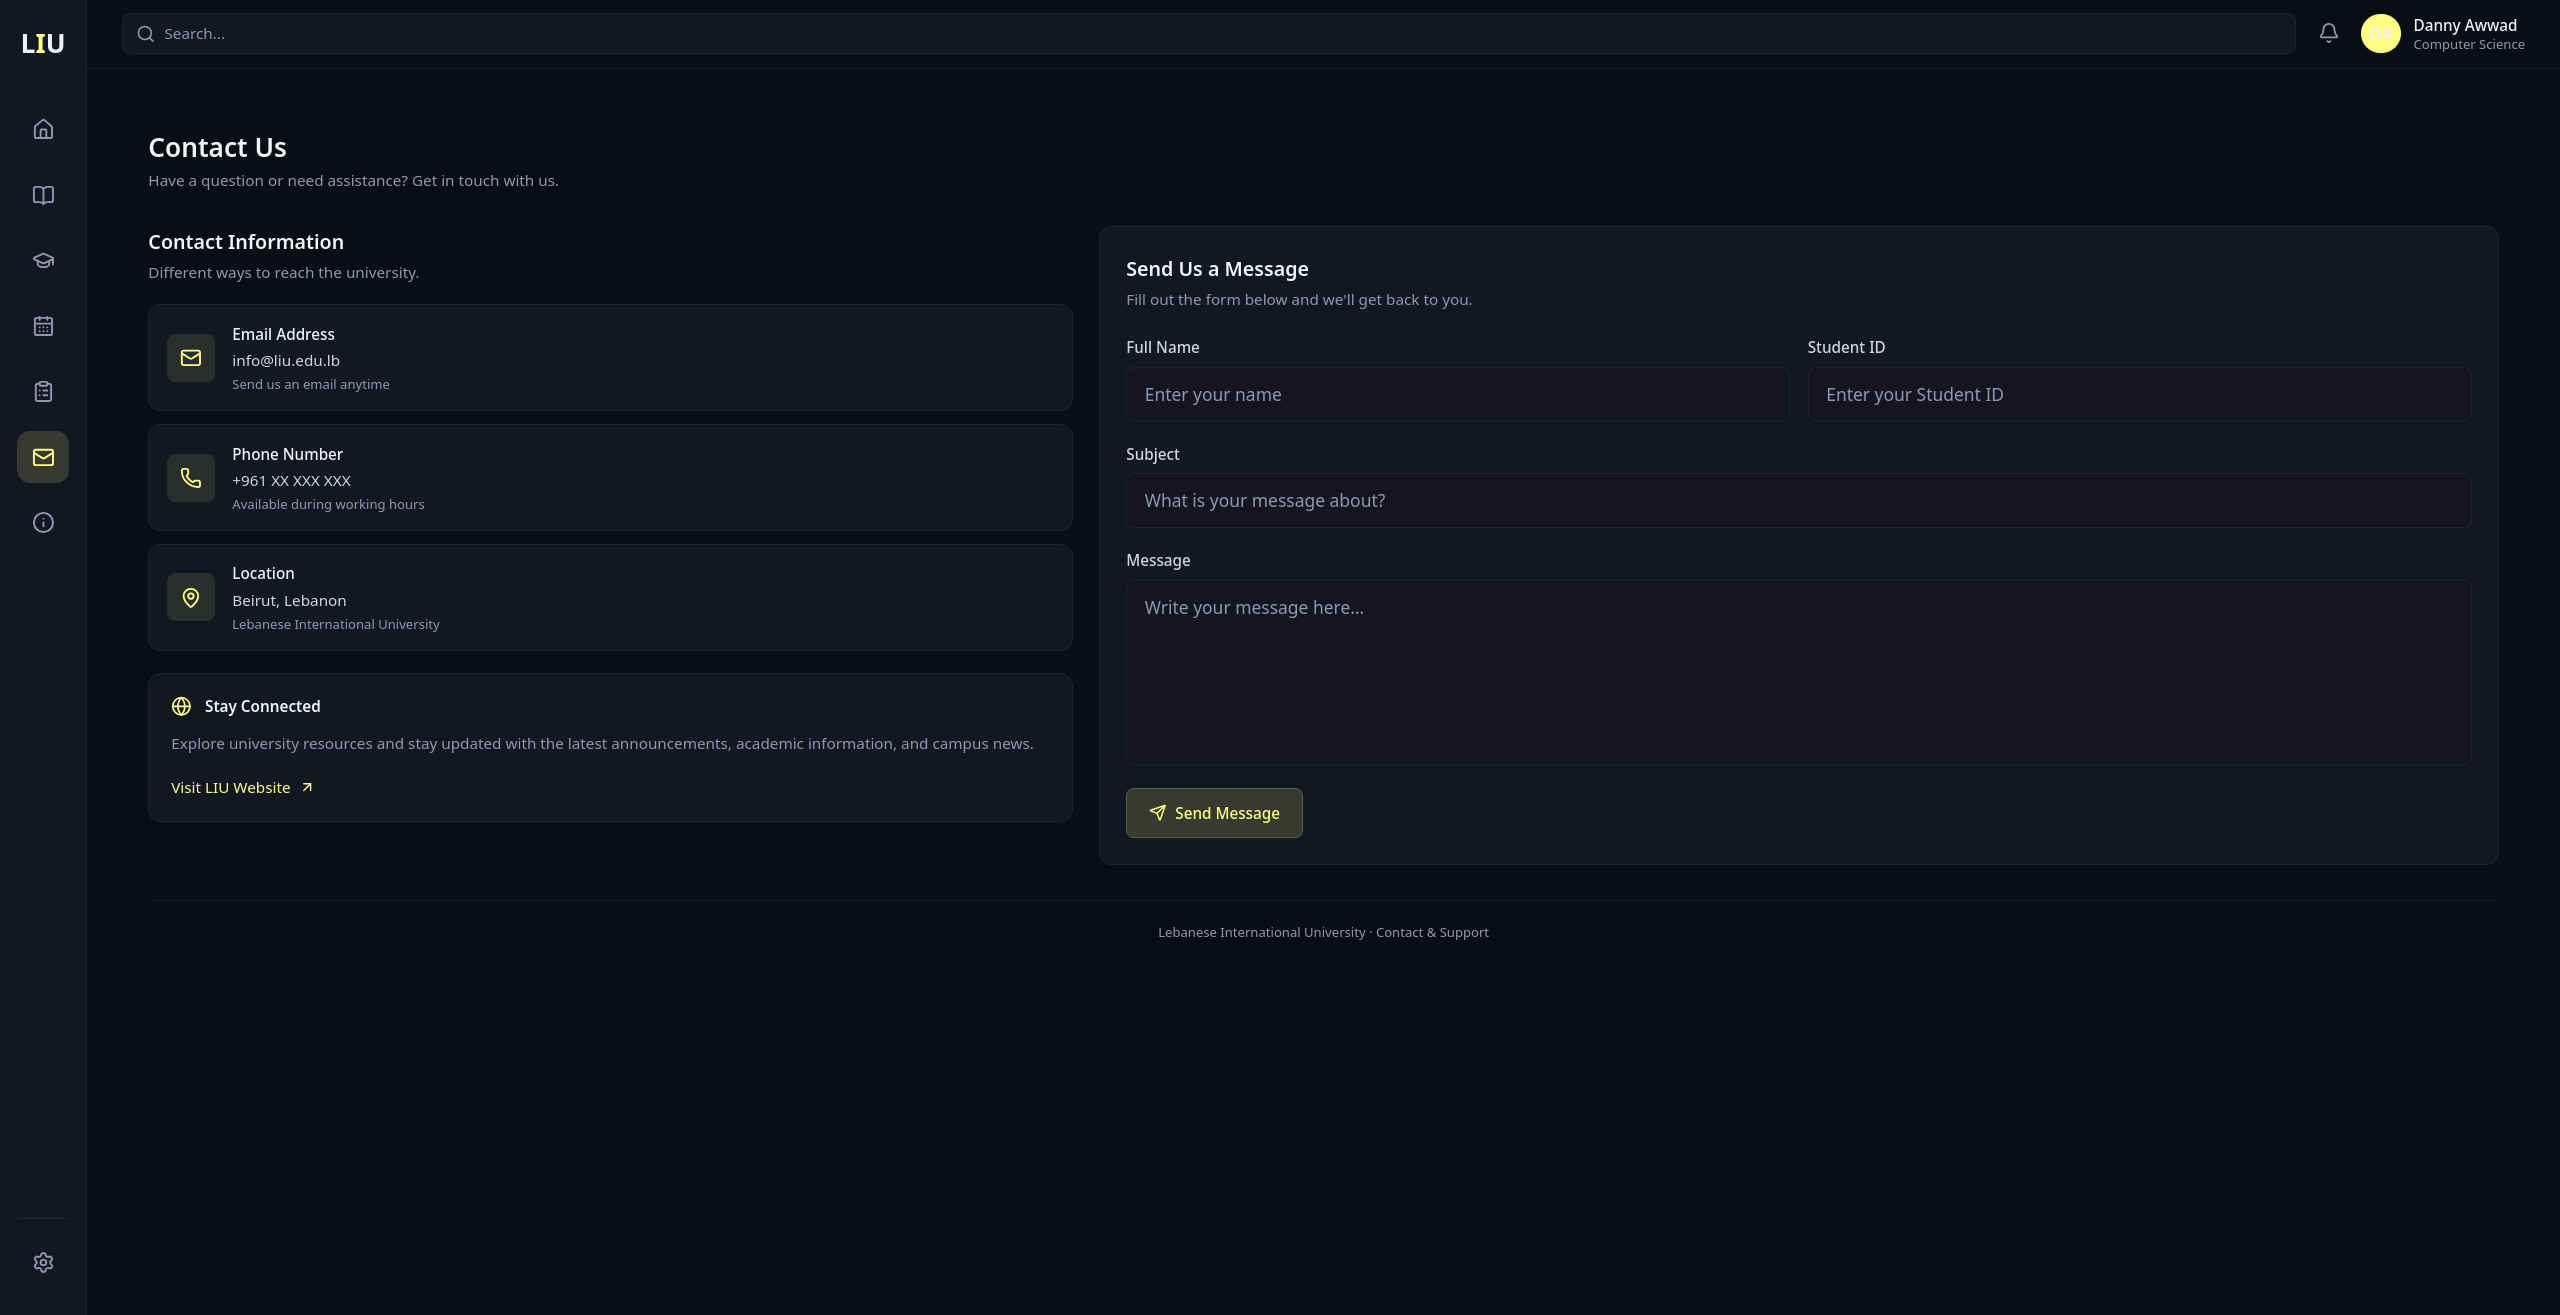 LIU
Search...
Danny Awwad
Computer Science
Contact Us
Have a question or need assistance? Get in touch with us.
Contact Information
Different ways to reach the university.
Email Address
info@liu.edu.lb
Send us an email anytime
Phone Number
+961 XX XXX XXX
Available during working hours
Location
Beirut, Lebanon
Lebanese International University
Stay Connected
Explore university resources and stay updated with the latest announcements, academic information, and campus news.
Visit LIU Website
Send Us a Message
Fill out the form below and we'll get back to you.
Full Name
Enter your name
Student ID
Enter your Student ID
Subject
What is your message about?
Message
Write your message here...
Send Message
Lebanese International University · Contact & Support